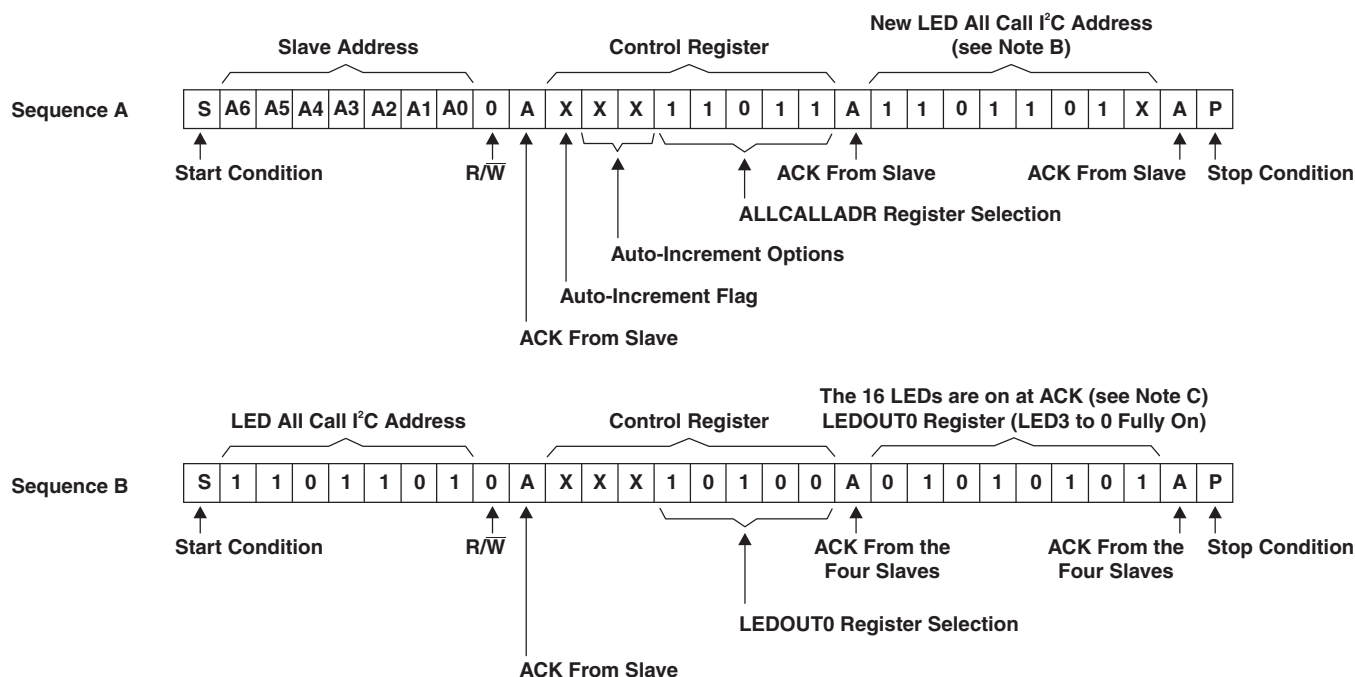 New LED All Call I²C Address
Slave Address Control Register (see Note B)
Sequence A S A6 A5 A4 A3 A2 A1 A0 0 A X X X 1 1 0 1 1 A 1 1 0 1 1 0 1 X A P
Start Condition R/W̅ ACK From Slave ACK From Slave Stop Condition
ALLCALLADR Register Selection
Auto-Increment Options
Auto-Increment Flag
ACK From Slave
The 16 LEDs are on at ACK (see Note C)
LED All Call I²C Address Control Register LEDOUT0 Register (LED3 to 0 Fully On)
Sequence B S 1 1 0 1 1 0 1 0 A X X X 1 0 1 0 0 A 0 1 0 1 0 1 0 1 A P
Start Condition R/W̅ ACK From the ACK From the Stop Condition
Four Slaves Four Slaves
LEDOUT0 Register Selection
ACK From Slave